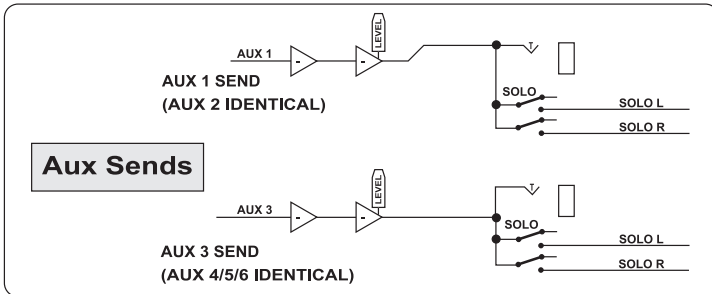 LEVEL
AUX 1
-
-
T
AUX 1 SEND
(AUX 2 IDENTICAL)
SOLO
SOLO L
SOLO R
Aux Sends
LEVEL
AUX 3
-
-
T
AUX 3 SEND
(AUX 4/5/6 IDENTICAL)
SOLO
SOLO L
SOLO R